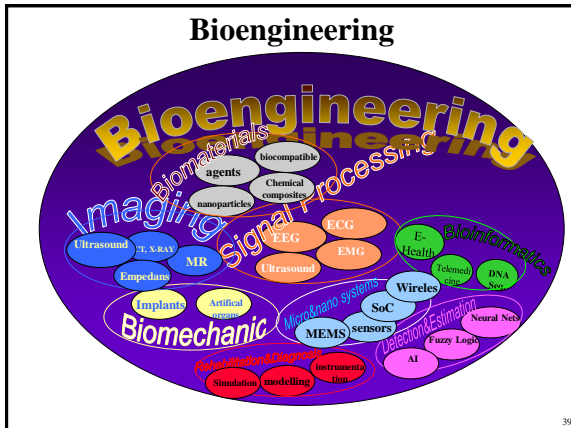 Bioengineering
Bioengineering
Biomaterials
biocompatible
agents
Chemical
composites
nanoparticles
Signal Processing
ECG
EEG
EMG
Ultrasound
Imaging
Ultrasound
CT, X-RAY
MR
Empedans
E-
Health
Bioinformatics
Telemed
icine
DNA
Seq
Implants
Artifical
organs
Biomechanic
Micro&nano systems
Wireles
SoC
sensors
MEMS
Detection&Estimation
Neural Nets
Fuzzy Logic
AI
Rehabilitation&Diagnosis
Simulation
modelling
instrumenta
tion
39